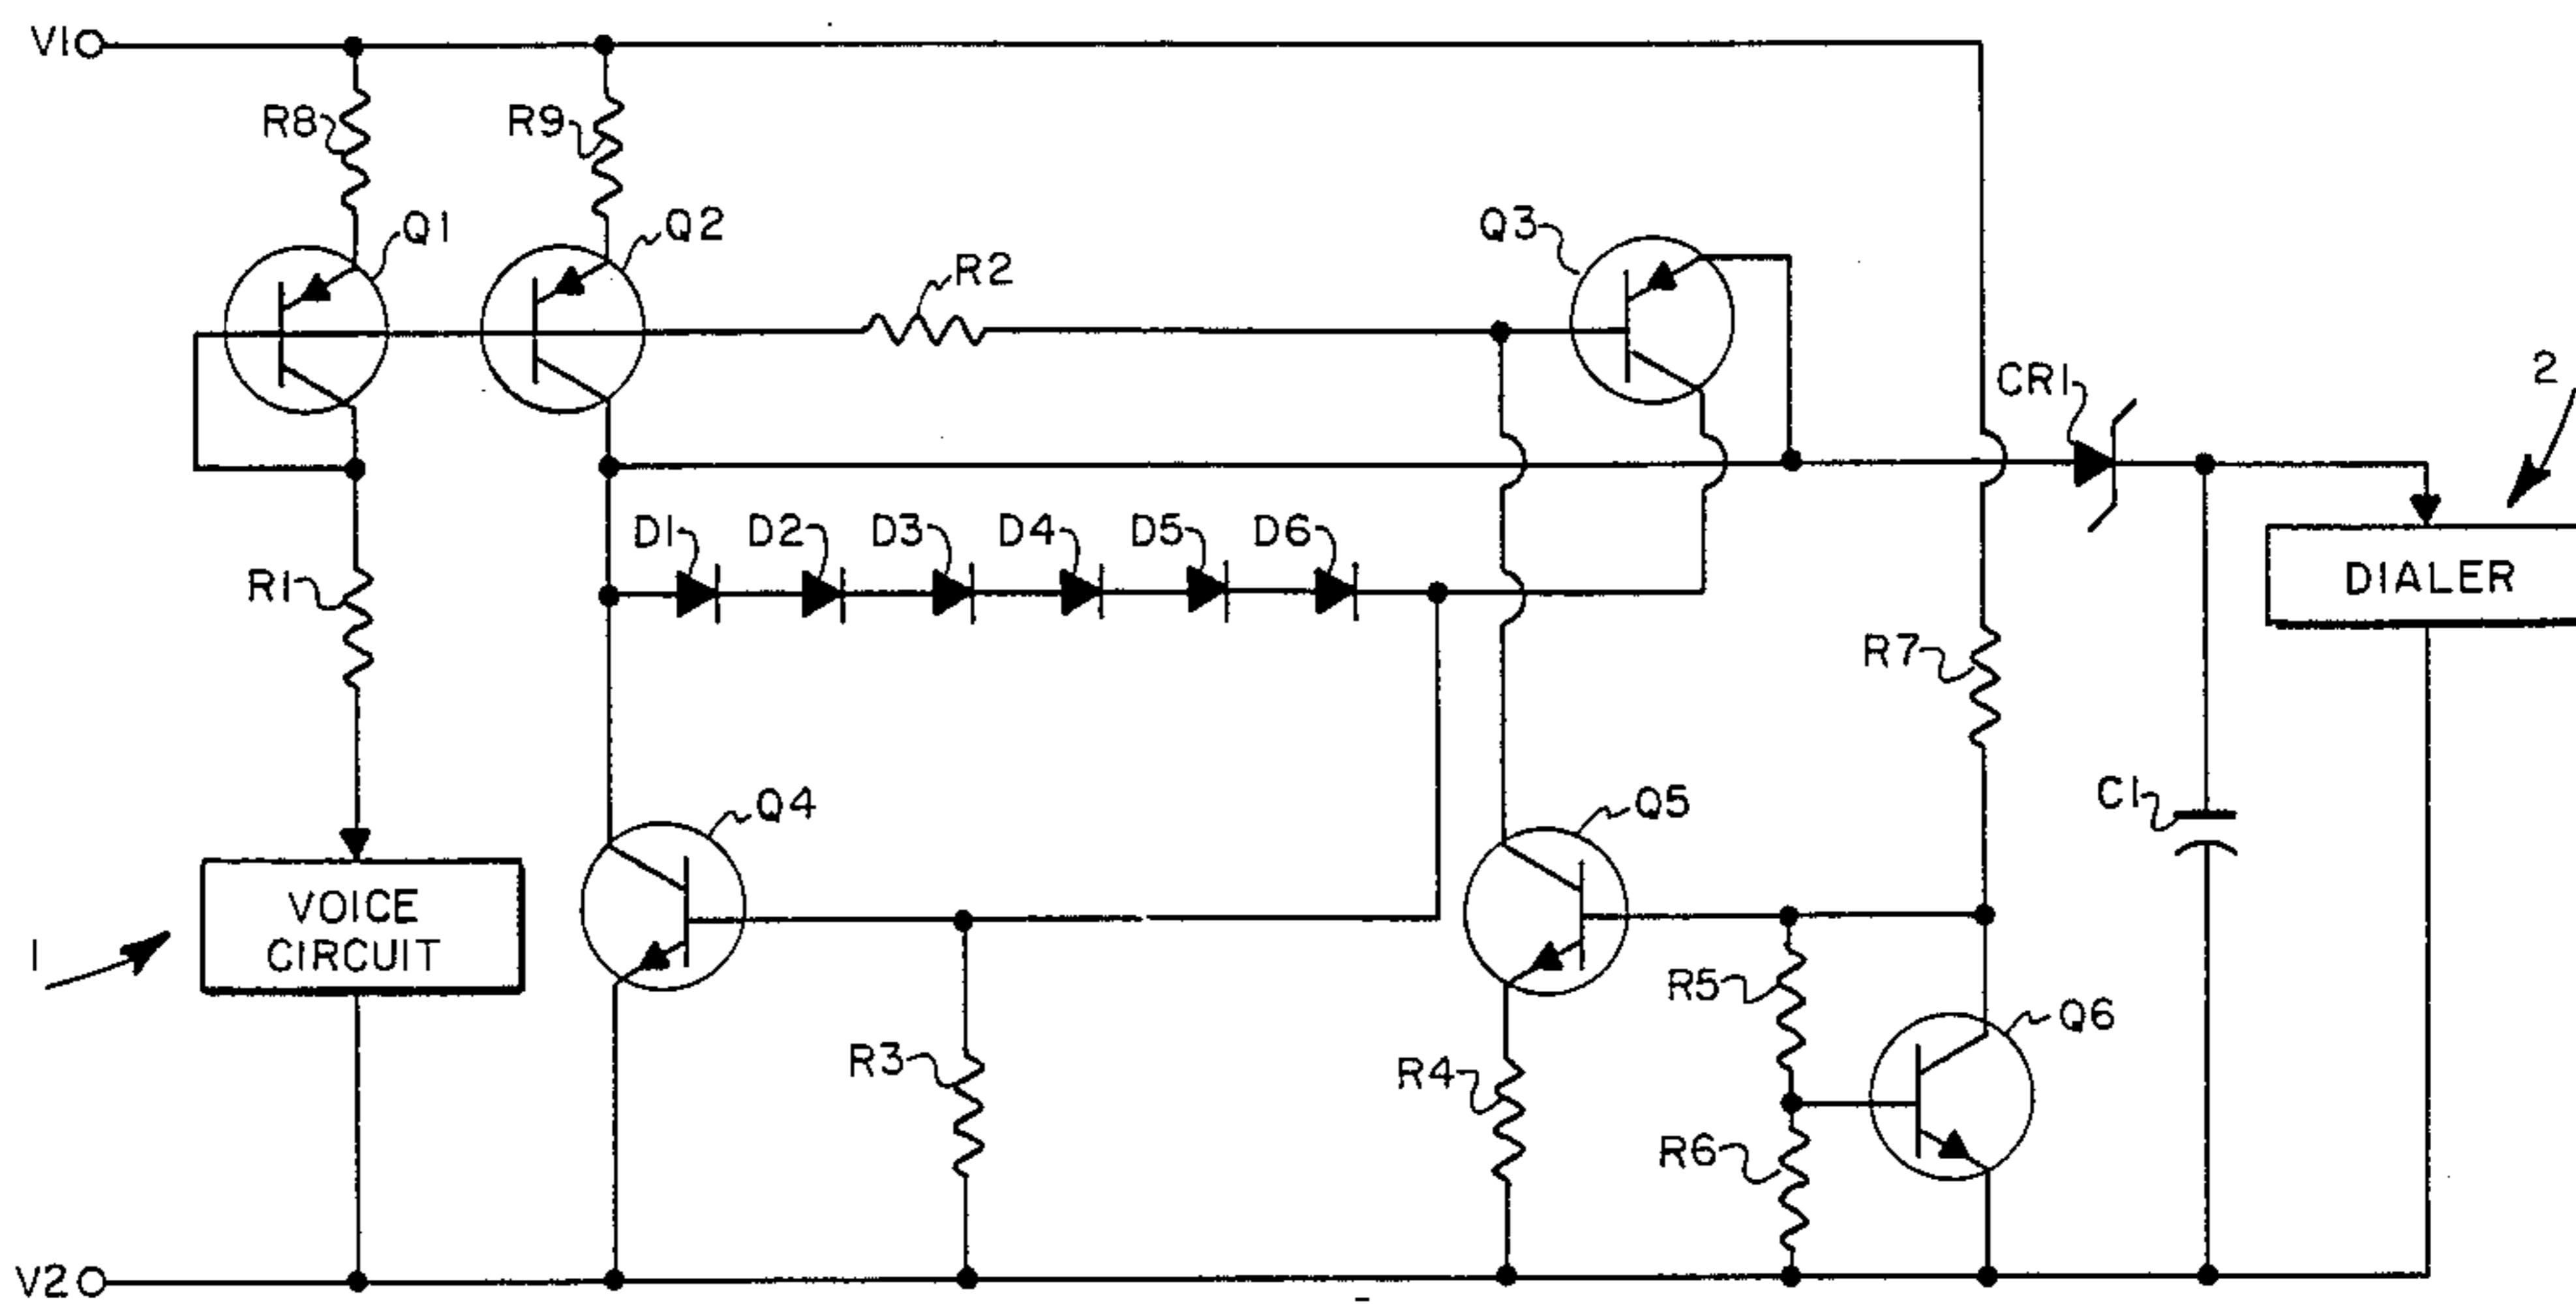 V1
R8
R9
Q1
Q2
R2
Q3
CR1
2
D1
D2
D3
D4
D5
D6
R1
DIALER
R7
Q4
Q5
C1
VOICE
CIRCUIT
1
R5
Q6
R3
R4
R6
V2